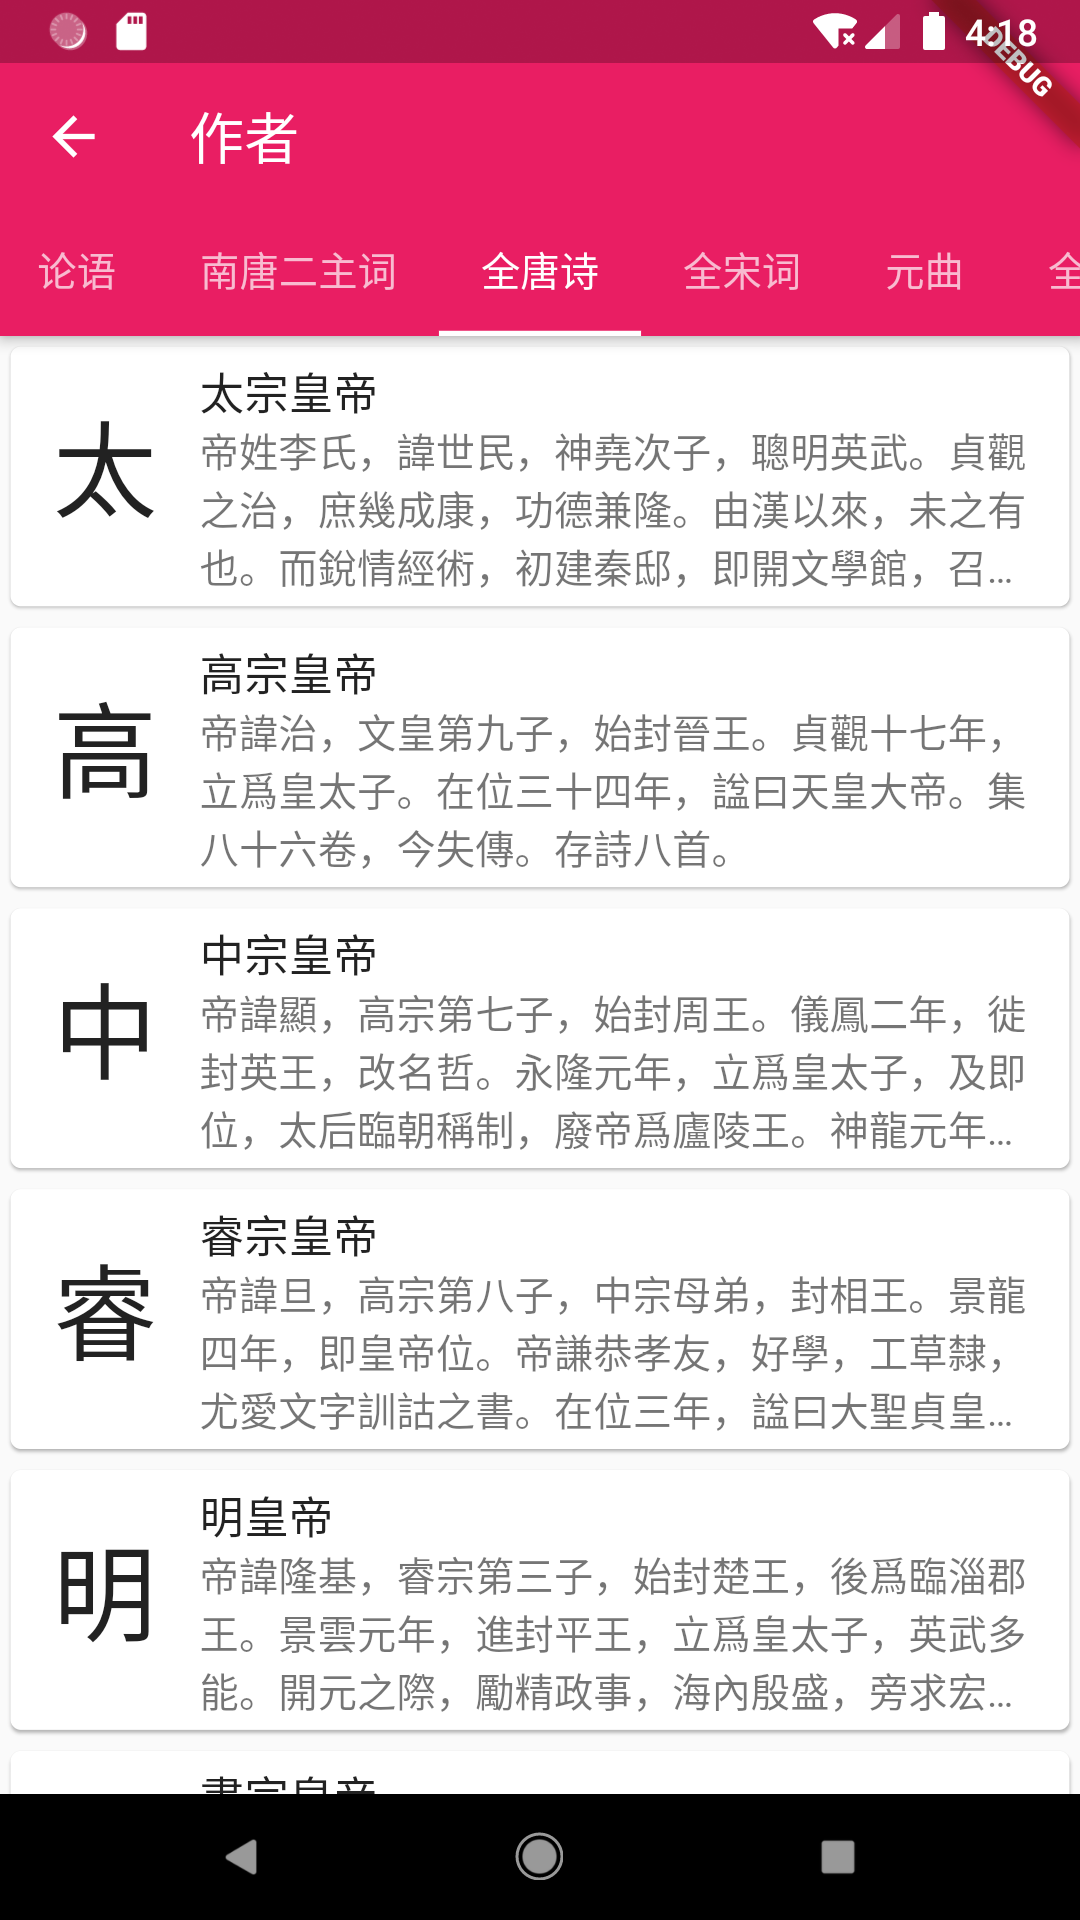 4:18
DEBUG
作者
论语 南唐二主词 全唐诗 全宋词 元曲 全
太
太宗皇帝
帝姓李氏，諱世民，神堯次子，聰明英武。貞觀
之治，庶幾成康，功德兼隆。由漢以來，未之有
也。而銳情經術，初建秦邸，即開文學館，召...
高
高宗皇帝
帝諱治，文皇第九子，始封晉王。貞觀十七年，
立爲皇太子。在位三十四年，諡曰天皇大帝。集
八十六卷，今失傳。存詩八首。
中
中宗皇帝
帝諱顯，高宗第七子，始封周王。儀鳳二年，徙
封英王，改名哲。永隆元年，立爲皇太子，及即
位，太后臨朝稱制，廢帝爲廬陵王。神龍元年...
睿
睿宗皇帝
帝諱旦，高宗第八子，中宗母弟，封相王。景龍
四年，即皇帝位。帝謙恭孝友，好學，工草隸，
尤愛文字訓詁之書。在位三年，諡曰大聖貞皇...
明
明皇帝
帝諱隆基，睿宗第三子，始封楚王，後爲臨淄郡
王。景雲元年，進封平王，立爲皇太子，英武多
能。開元之際，勵精政事，海內殷盛，旁求宏...